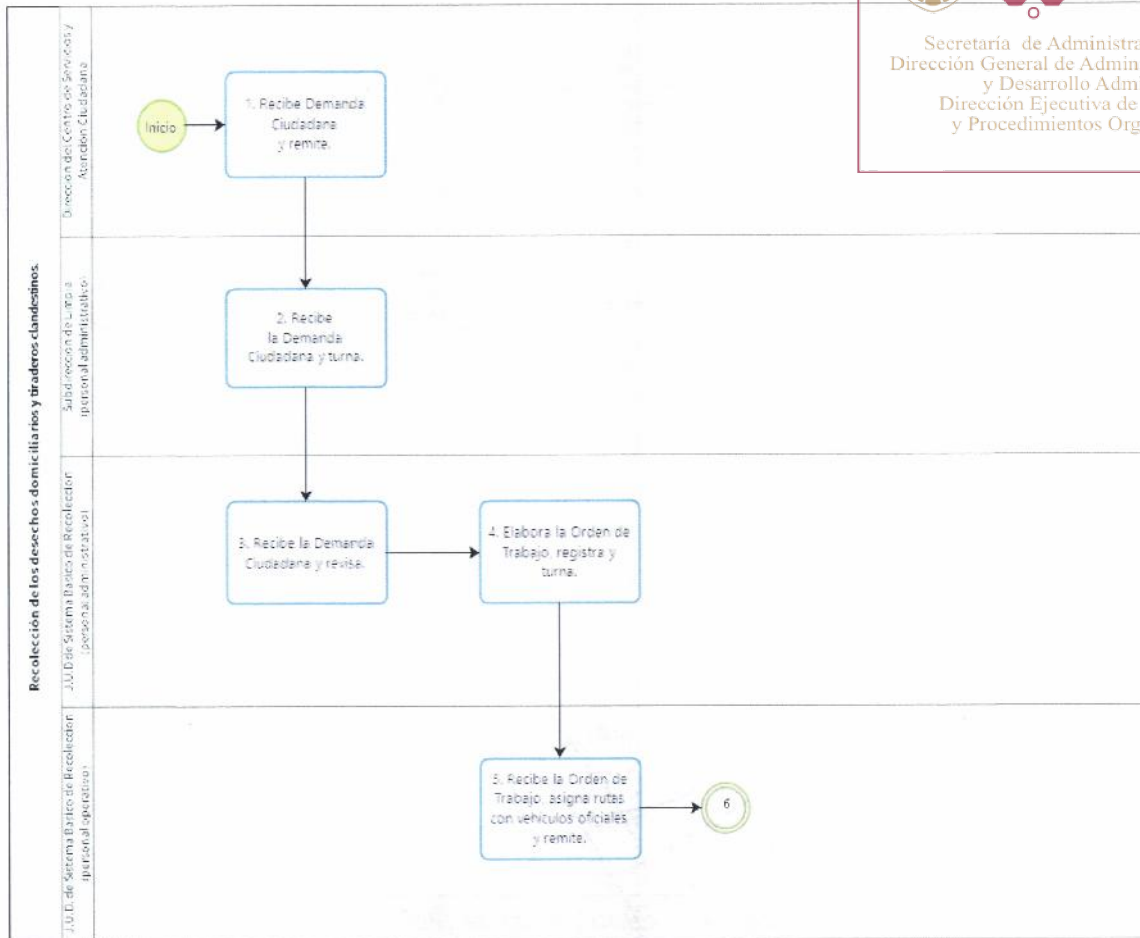 Secretaría de Administra
Dirección General de Admin
y Desarrollo Adm
Dirección Ejecutiva de
y Procedimientos Org
Recolección de los desechos domiciliarios y tiraderos clandestinos.
Dirección del Centro de Servicios y
Atención Ciudadana
Inicio
1. Recibe Demanda
Ciudadana
y remite.
Subdirección de Limpia
(personal administrativo)
2. Recibe
la Demanda
Ciudadana y turna.
J.U.D de Sistema Basico de Recolección
(personal administrativo)
3. Recibe la Demanda
Ciudadana y revisa.
4. Elabora la Orden de
Trabajo, registra y
turna.
J.U.D. de Sistema Basico de Recolección
(personal operativo)
5. Recibe la Orden de
Trabajo, asigna rutas
con vehículos oficiales
y remite.
6